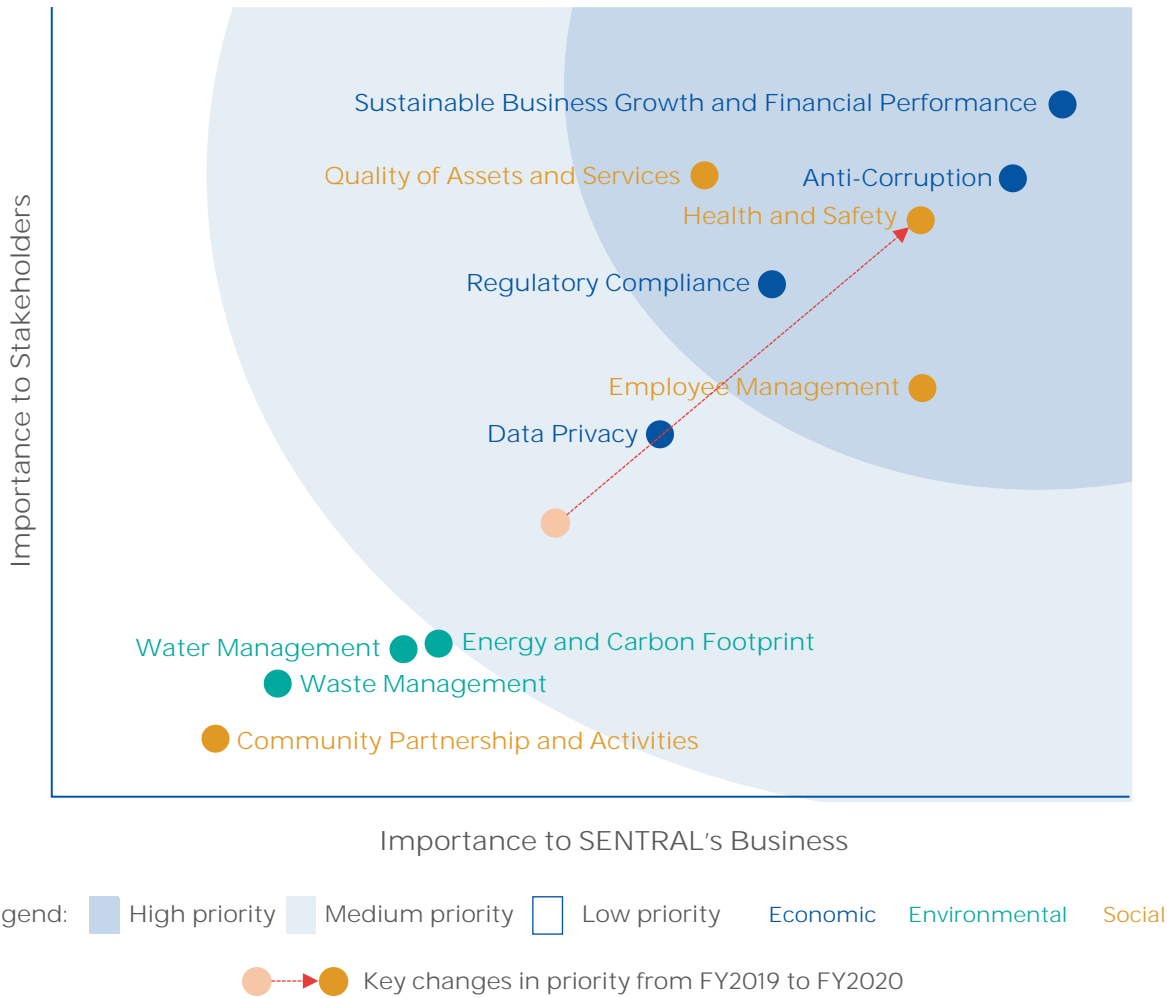 Sustainable Business Growth and Financial Performance
Quality of Assets and Services
Anti-Corruption
Health and Safety
Regulatory Compliance
Employee Management
Data Privacy
Importance to Stakeholders
Water Management
Energy and Carbon Footprint
Waste Management
Community Partnership and Activities
Importance to SENTRAL's Business
gend: High priority Medium priority Low priority Economic Environmental Social
Key changes in priority from FY2019 to FY2020